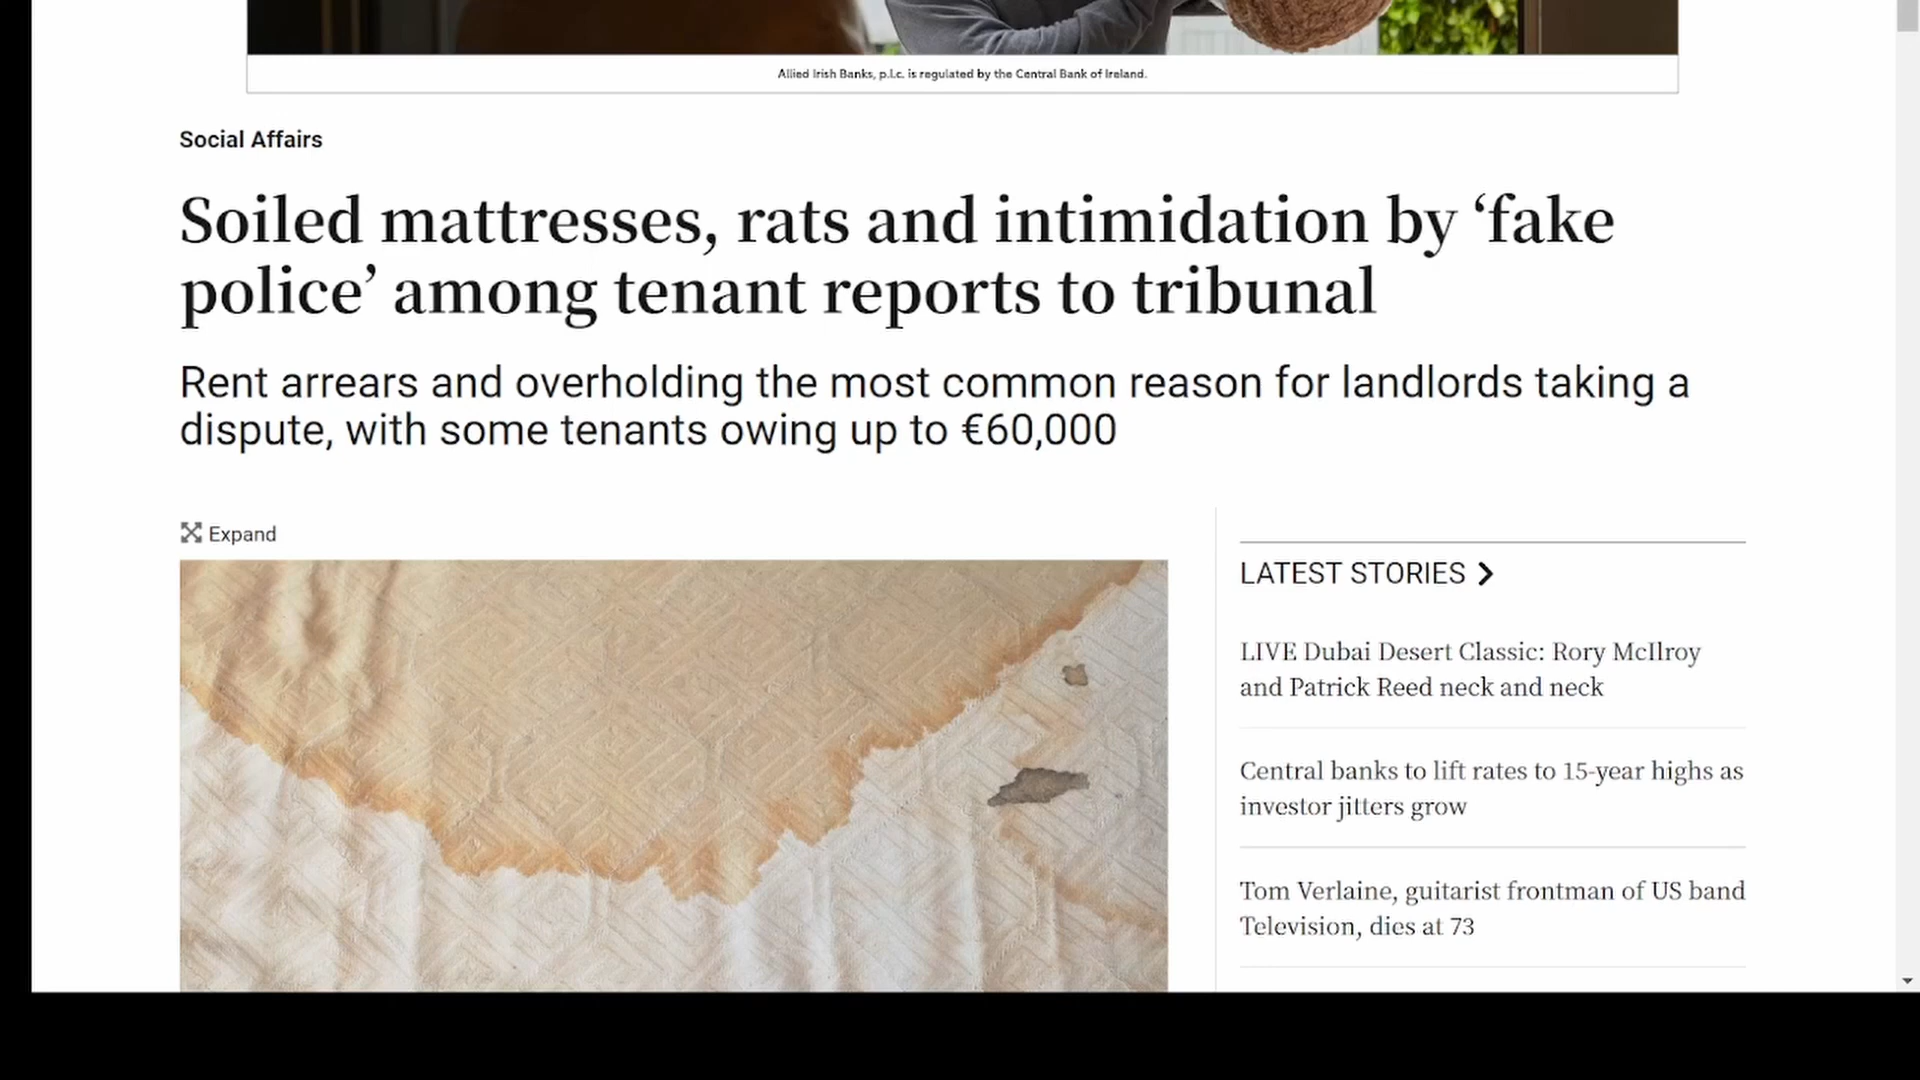 Allied Irish Banks, p.l.c. is regulated by the Central Bank of Ireland.
Social Affairs
Soiled mattresses, rats and intimidation by ‘fake
police’ among tenant reports to tribunal
Rent arrears and overholding the most common reason for landlords taking a
dispute, with some tenants owing up to €60,000
Expand
LATEST STORIES
LIVE Dubai Desert Classic: Rory McIlroy
and Patrick Reed neck and neck
Central banks to lift rates to 15-year highs as
investor jitters grow
Tom Verlaine, guitarist frontman of US band
Television, dies at 73